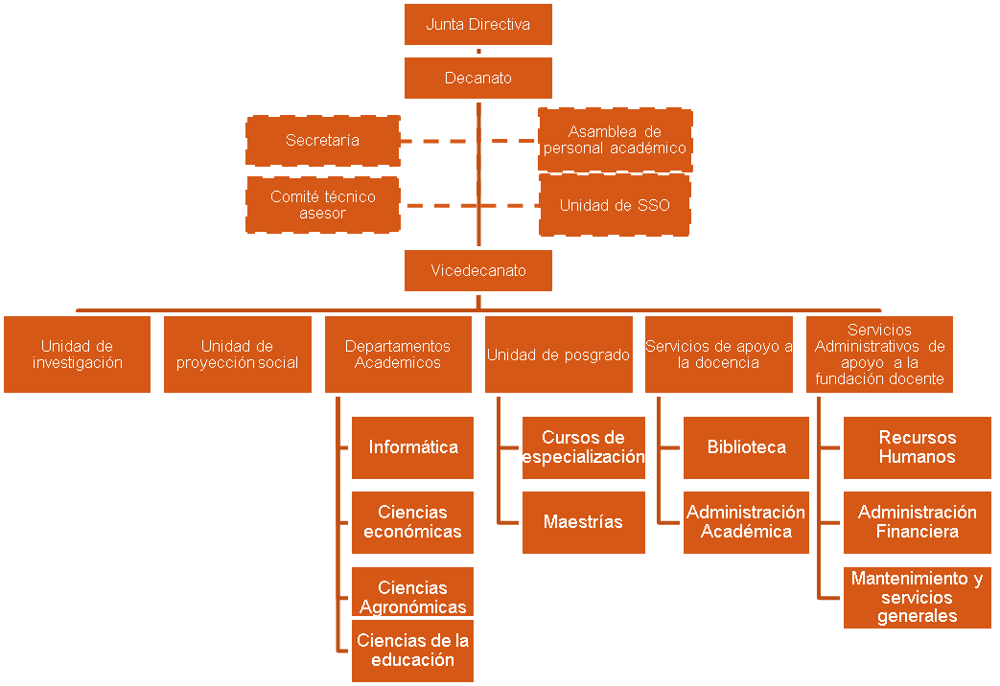 Junta Directiva
Decanato
Secretaría
Asamblea de
personal académico
Comité técnico
asesor
Unidad de SSO
Vicedecanato
Unidad de
investigación
Unidad de
proyección social
Departamentos
Academicos
Unidad de posgrado
Servicios de apoyo a
la docencia
Servicios
Administrativos de
apoyo a la
fundación docente
Informática
Ciencias
económicas
Ciencias
Agronómicas
Ciencias de la
educación
Cursos de
especialización
Maestrías
Biblioteca
Administración
Académica
Recursos
Humanos
Administración
Financiera
Mantenimiento y
servicios
generales